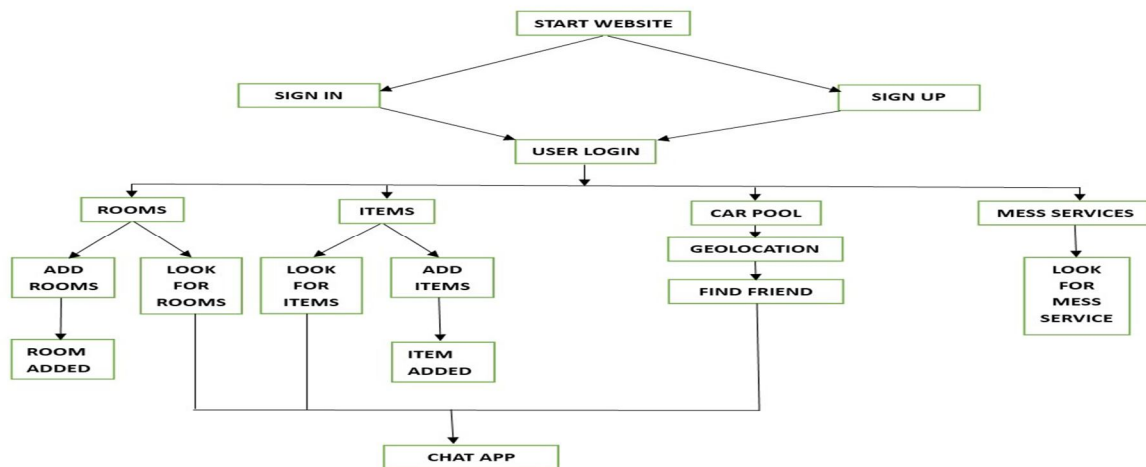 START WEBSITE
SIGN IN
SIGN UP
USER LOGIN
ROOMS
ITEMS
CAR POOL
MESS SERVICES
ADD
ROOMS
LOOK
FOR
ROOMS
LOOK
FOR
ITEMS
ADD
ITEMS
GEOLOCATION
FIND FRIEND
LOOK
FOR
MESS
SERVICE
ROOM
ADDED
ITEM
ADDED
CHAT APP